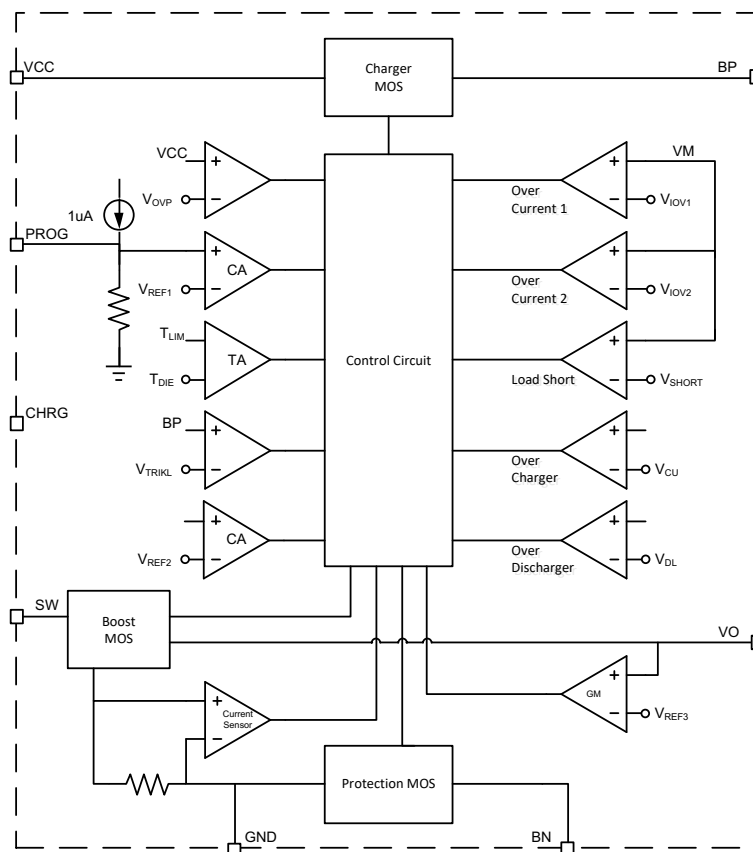 VCC
Charger
MOS
BP
VCC
+
VOVP
−
1uA
PROG
+
CA
VREF1
−
TLIM
TA
TDIE
CHRG
BP
+
VTRIKL
−
+
CA
VREF2
−
Control Circuit
VM
+
Over
Current 1
−
VIOV1
+
Over
Current 2
−
VIOV2
+
Load Short
−
VSHORT
+
Over
Charger
−
VCU
+
Over
Discharger
−
VDL
SW
Boost
MOS
VO
+
GM
−
VREF3
+
Current
Sensor
−
Protection MOS
GND
BN